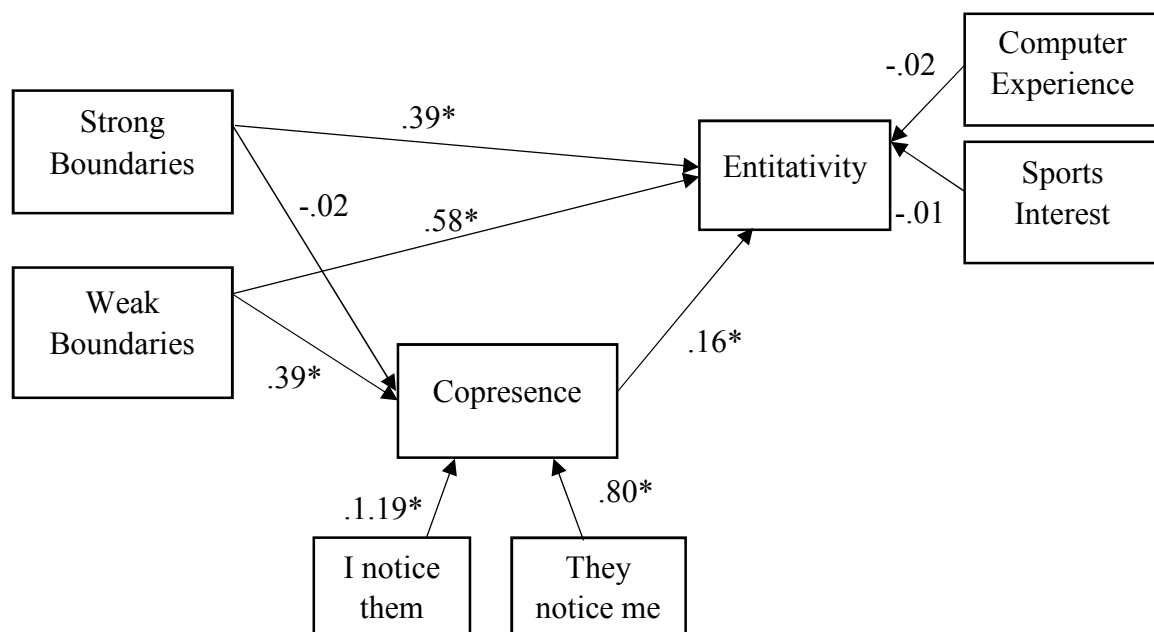 Computer
Experience
-.02
Strong
Boundaries
.39*
Entitativity
Sports
Interest
-.01
-.02
.58*
Weak
Boundaries
.39*
Copresence
.16*
.1.19*
.80*
I notice
them
They
notice me